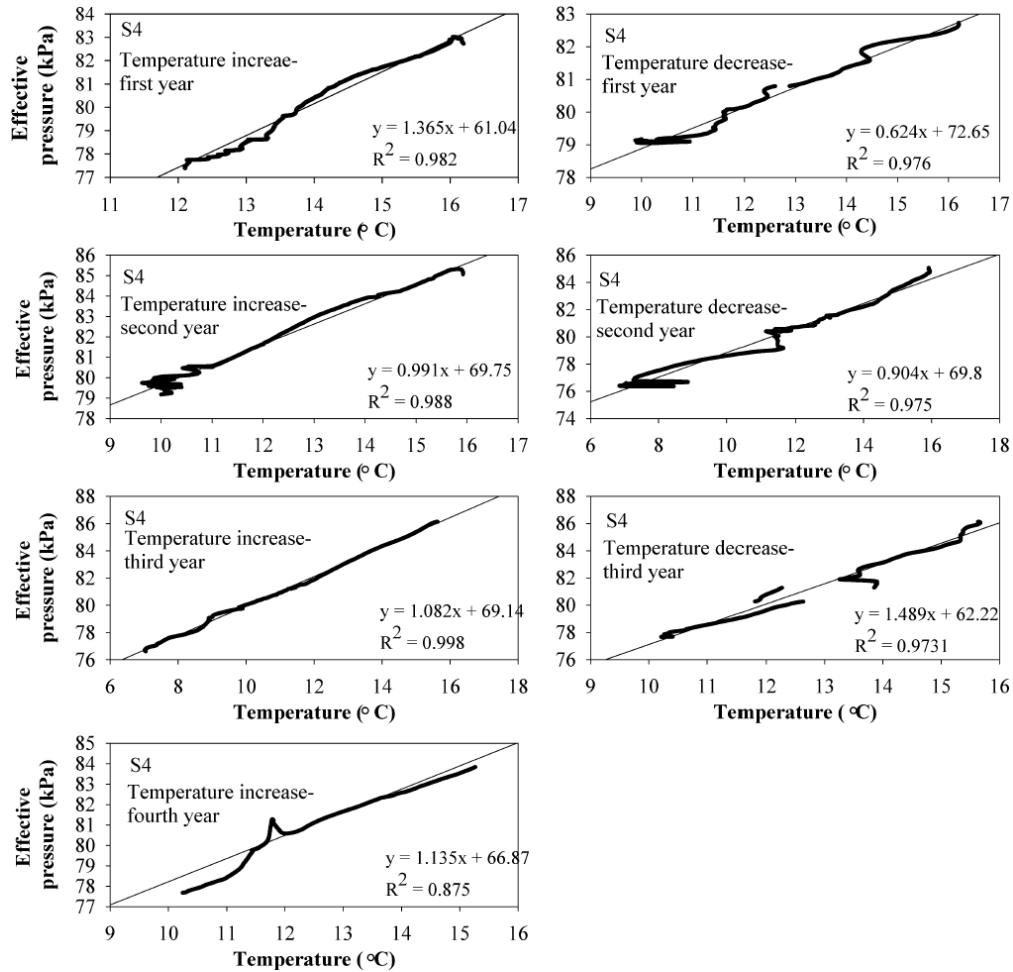 Effective
pressure (kPa)
84
83
82
81
80
79
78
77
S4
Temperature increae-
first year
y = 1.365x + 61.04
R² = 0.982
11 12 13 14 15 16 17
Temperature (° C)
Effective
pressure (kPa)
83
82
81
80
79
78
S4
Temperature decrease-
first year
y = 0.624x + 72.65
R² = 0.976
9 10 11 12 13 14 15 16 17
Temperature (° C)
Effective
pressure (kPa)
86
85
84
83
82
81
80
79
78
S4
Temperature increase-
second year
y = 0.991x + 69.75
R² = 0.988
9 10 11 12 13 14 15 16 17
Temperature (° C)
Effective
pressure (kPa)
86
84
82
80
78
76
74
S4
Temperature decrease-
second year
y = 0.904x + 69.8
R² = 0.975
6 8 10 12 14 16 18
Temperature (° C)
Effective
pressure (kPa)
88
86
84
82
80
78
76
S4
Temperature increase-
third year
y = 1.082x + 69.14
R² = 0.998
6 8 10 12 14 16 18
Temperature (° C)
Effective
pressure (kPa)
88
86
84
82
80
78
76
S4
Temperature decrease-
third year
y = 1.489x + 62.22
R² = 0.9731
9 10 11 12 13 14 15 16
Temperature ( °C)
Effective
pressure (kPa)
85
84
83
82
81
80
79
78
77
S4
Temperature increase-
fourth year
y = 1.135x + 66.87
R² = 0.875
9 10 11 12 13 14 15 16
Temperature ( °C)